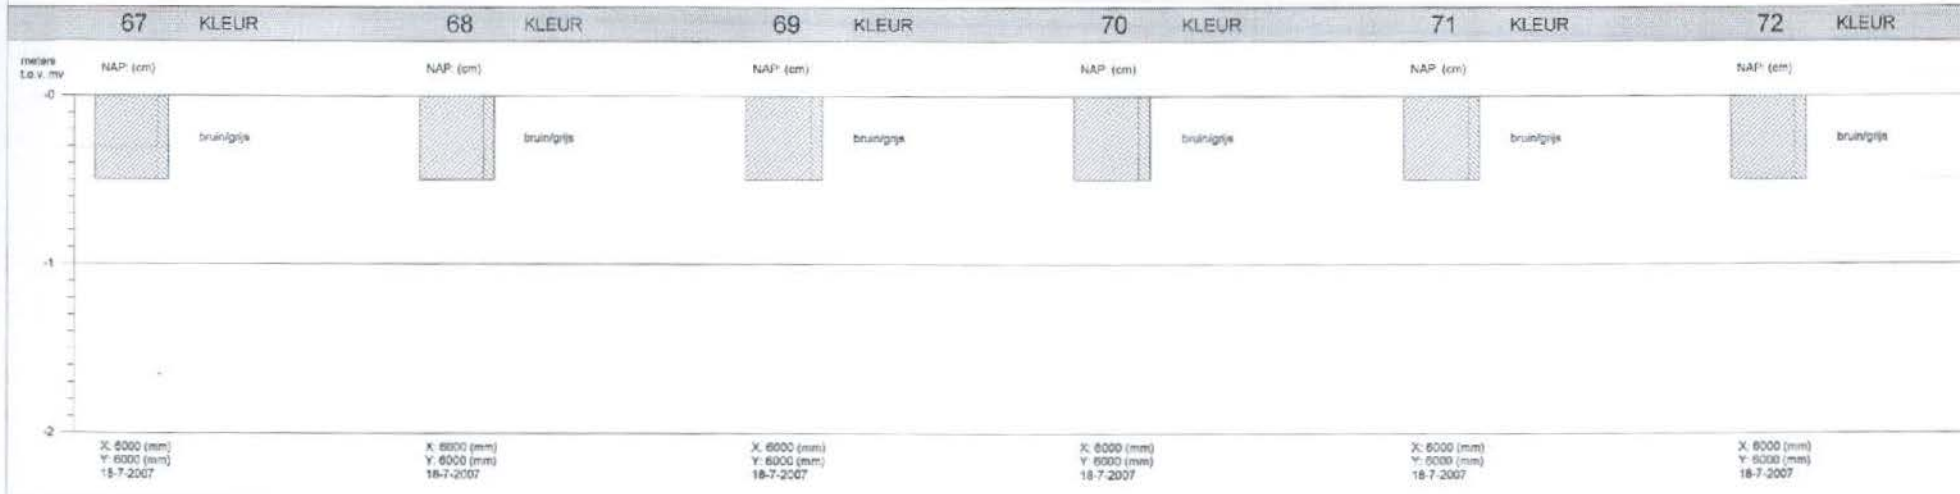 67 KLEUR 68 KLEUR 69 KLEUR 70 KLEUR 71 KLEUR 72 KLEUR
meters
t.o.v. mv
NAP: (cm) NAP: (cm) NAP: (cm) NAP: (cm) NAP: (cm) NAP: (cm)
-0
bruin/grijs bruin/grijs bruin/grijs bruin/grijs bruin/grijs bruin/grijs
-1
-2
X: 6000 (mm) X: 6000 (mm) X: 6000 (mm) X: 6000 (mm) X: 6000 (mm) X: 6000 (mm)
Y: 6000 (mm) Y: 6000 (mm) Y: 6000 (mm) Y: 6000 (mm) Y: 6000 (mm) Y: 6000 (mm)
18-7-2007 18-7-2007 18-7-2007 18-7-2007 18-7-2007 18-7-2007